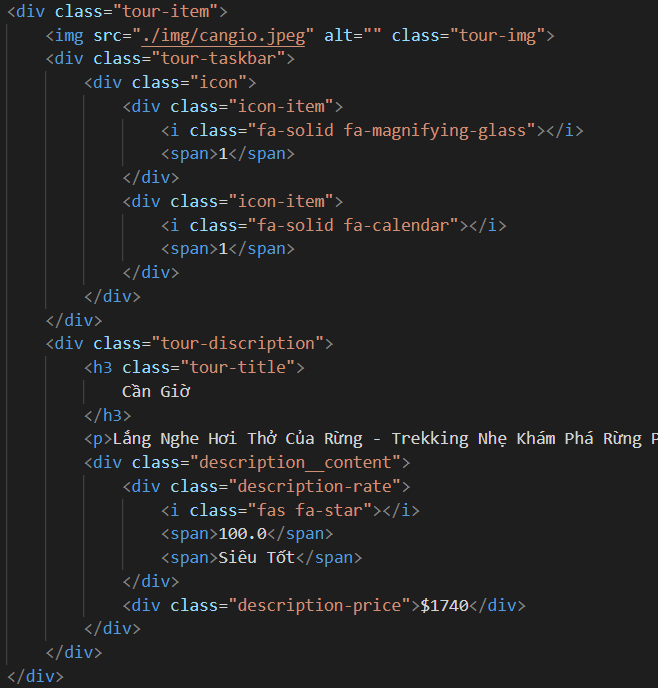 <div class="tour-item">
<img src="./img/cangio.jpeg" alt="" class="tour-img">
<div class="tour-taskbar">
<div class="icon">
<div class="icon-item">
<i class="fa-solid fa-magnifying-glass"></i>
<span>1</span>
</div>
<div class="icon-item">
<i class="fa-solid fa-calendar"></i>
<span>1</span>
</div>
</div>
</div>
<div class="tour-discription">
<h3 class="tour-title">
Cần Giờ
</h3>
<p>Lắng Nghe Hơi Thở Của Rừng - Trekking Nhẹ Khám Phá Rừng
<div class="description__content">
<div class="description-rate">
<i class="fas fa-star"></i>
<span>100.0</span>
<span>Siêu Tốt</span>
</div>
<div class="description-price">$1740</div>
</div>
</div>
</div>